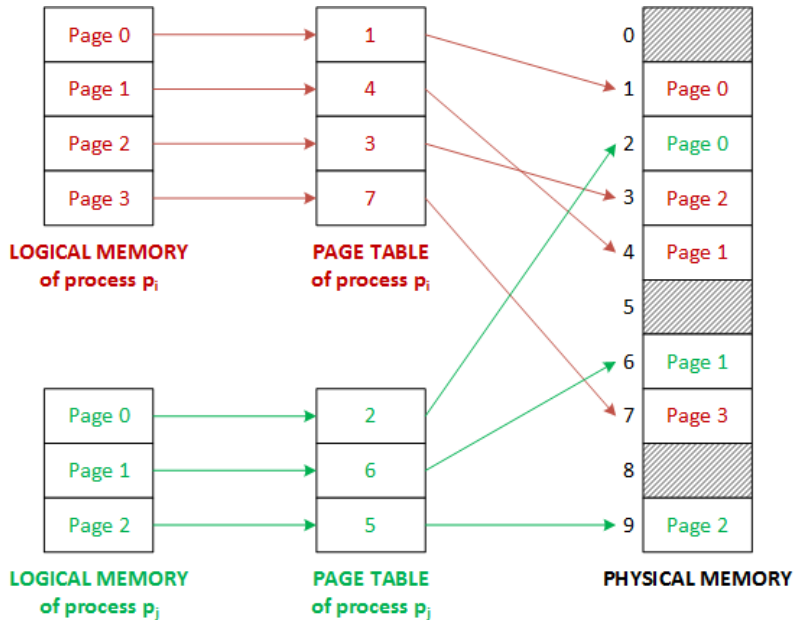 Page 0 1 0
Page 1 4 1 Page 0
Page 2 3 2 Page 0
Page 3 7 3 Page 2
LOGICAL MEMORY PAGE TABLE 4 Page 1
of process pi of process pi
5
6 Page 1
Page 0 2 7 Page 3
Page 1 6 8
Page 2 5 9 Page 2
LOGICAL MEMORY PAGE TABLE PHYSICAL MEMORY
of process pj of process pj